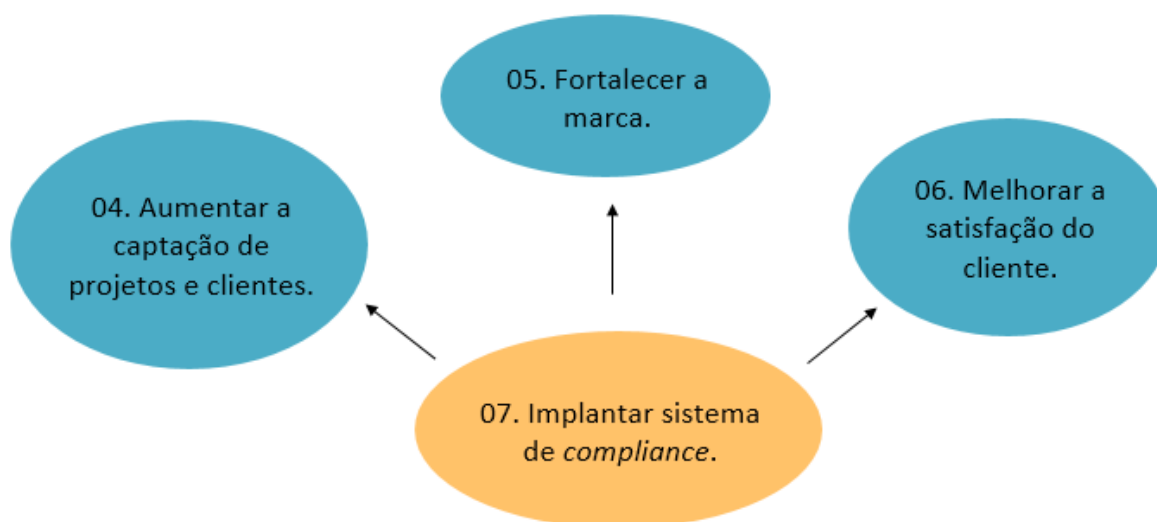 05. Fortalecer a
marca.
04. Aumentar a
captação de
projetos e clientes.
06. Melhorar a
satisfação do
cliente.
07. Implantar sistema
de compliance.